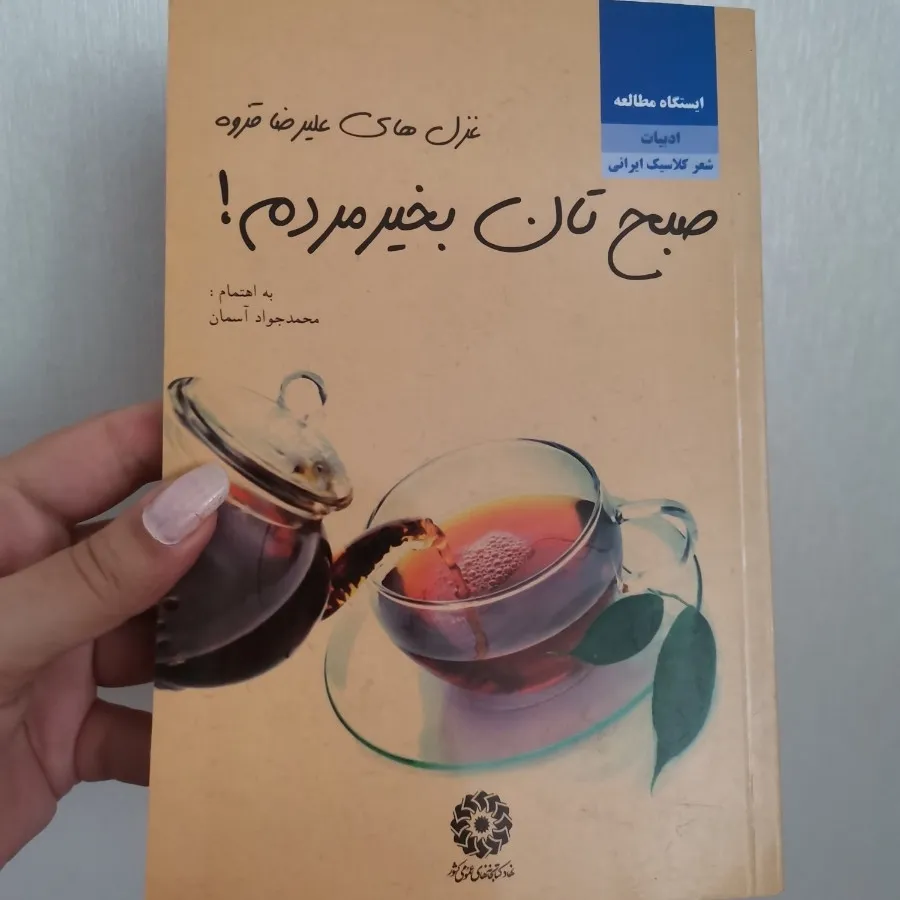 ایستگاه مطالعه
ادبیات
شعر کلاسیک ایرانی
غزل های علیرضا قزوه
صبح تان بخیر مردم!
به اهتمام :
محمدجواد آسمان
نهاد کتابخانه‌های عمومی کشور